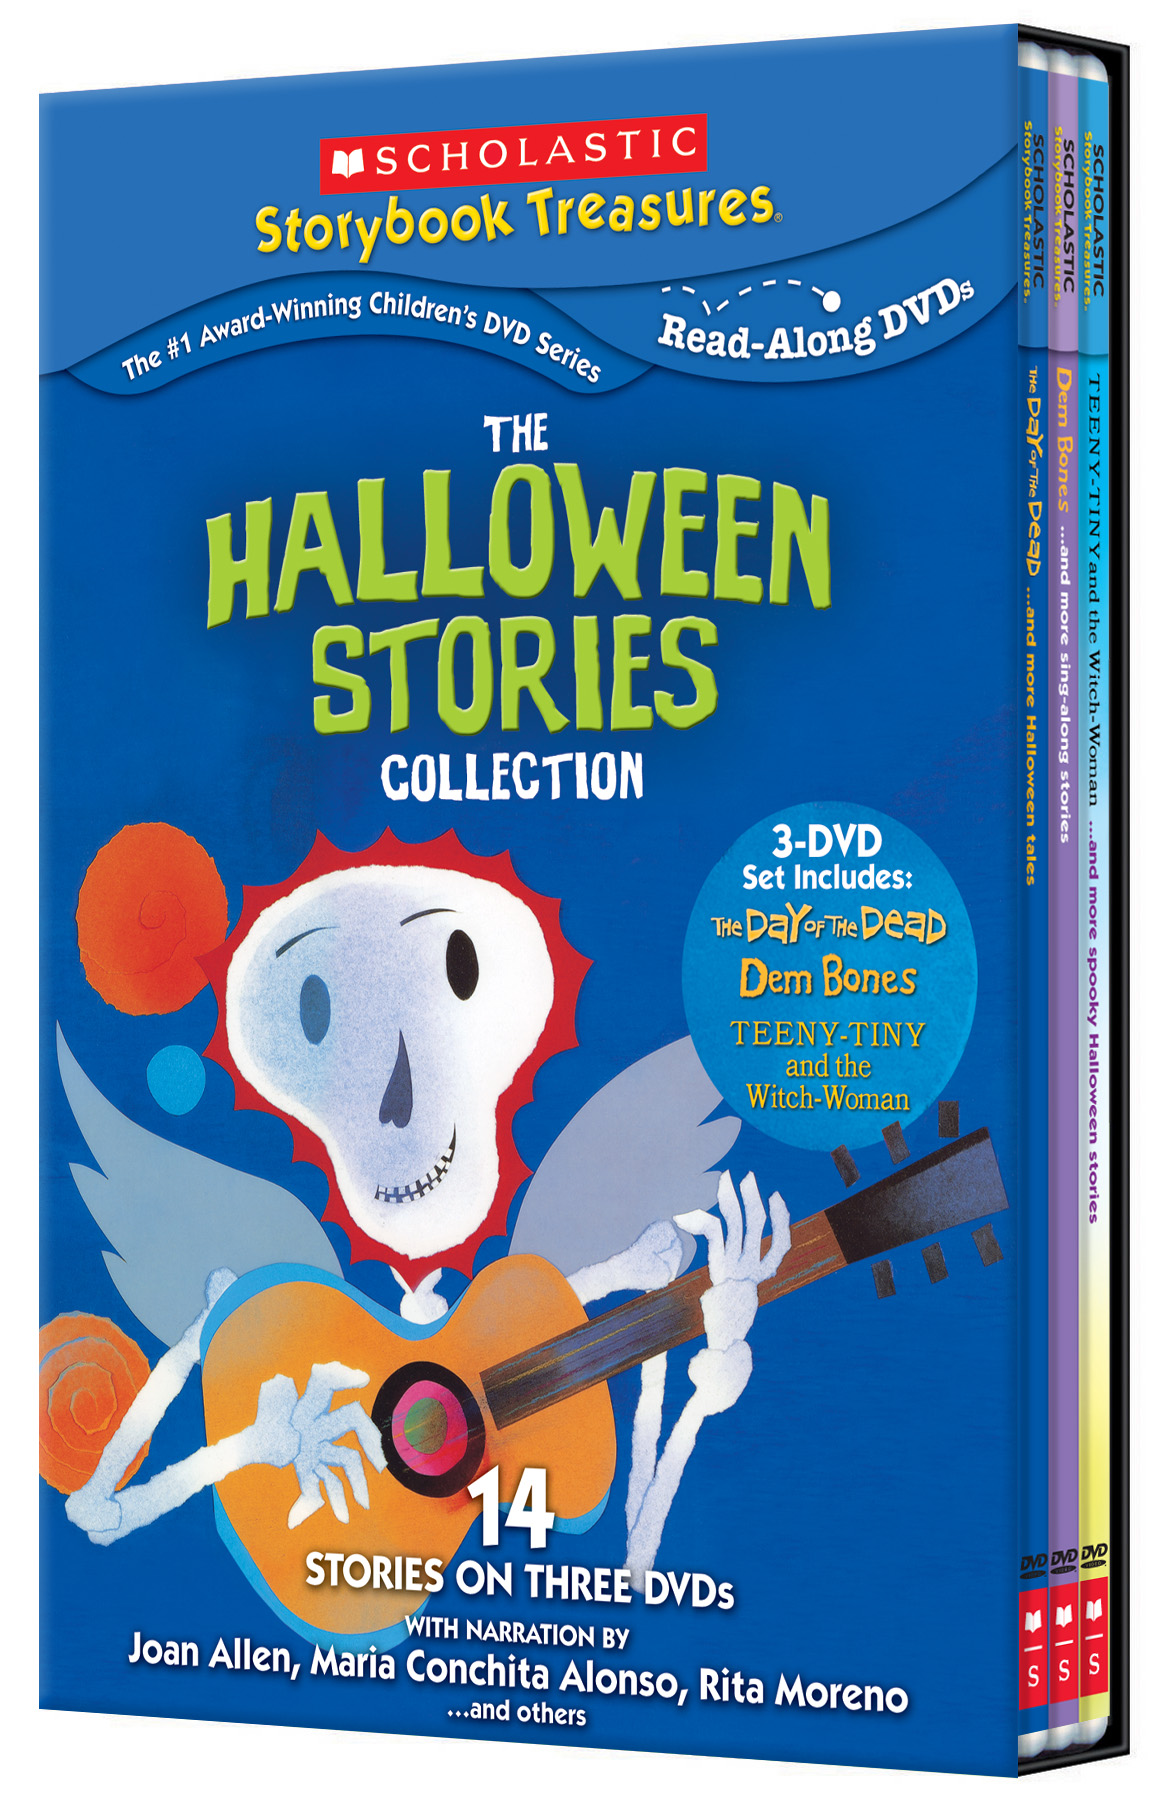 SCHOLASTIC
Storybook Treasures®
The #1 Award-Winning Children's DVD Series
Read-Along DVDs
THE
HALLOWEEN
STORIES
COLLECTION
3-DVD
Set Includes:
THE DAY OF THE DEAD
Dem Bones
TEENY-TINY
and the
Witch-Woman
14
STORIES ON THREE DVDs
WITH NARRATION BY
Joan Allen, Maria Conchita Alonso, Rita Moreno
...and others
SCHOLASTIC
Storybook Treasures®
THE DAY OF THE DEAD ...and more Halloween tales
DVD
VIDEO
S
SCHOLASTIC
Storybook Treasures®
Dem Bones ...and more sing-along stories
DVD
VIDEO
S
SCHOLASTIC
Storybook Treasures®
TEENY-TINY and the Witch-Woman ...and more spooky Halloween stories
DVD
VIDEO
S